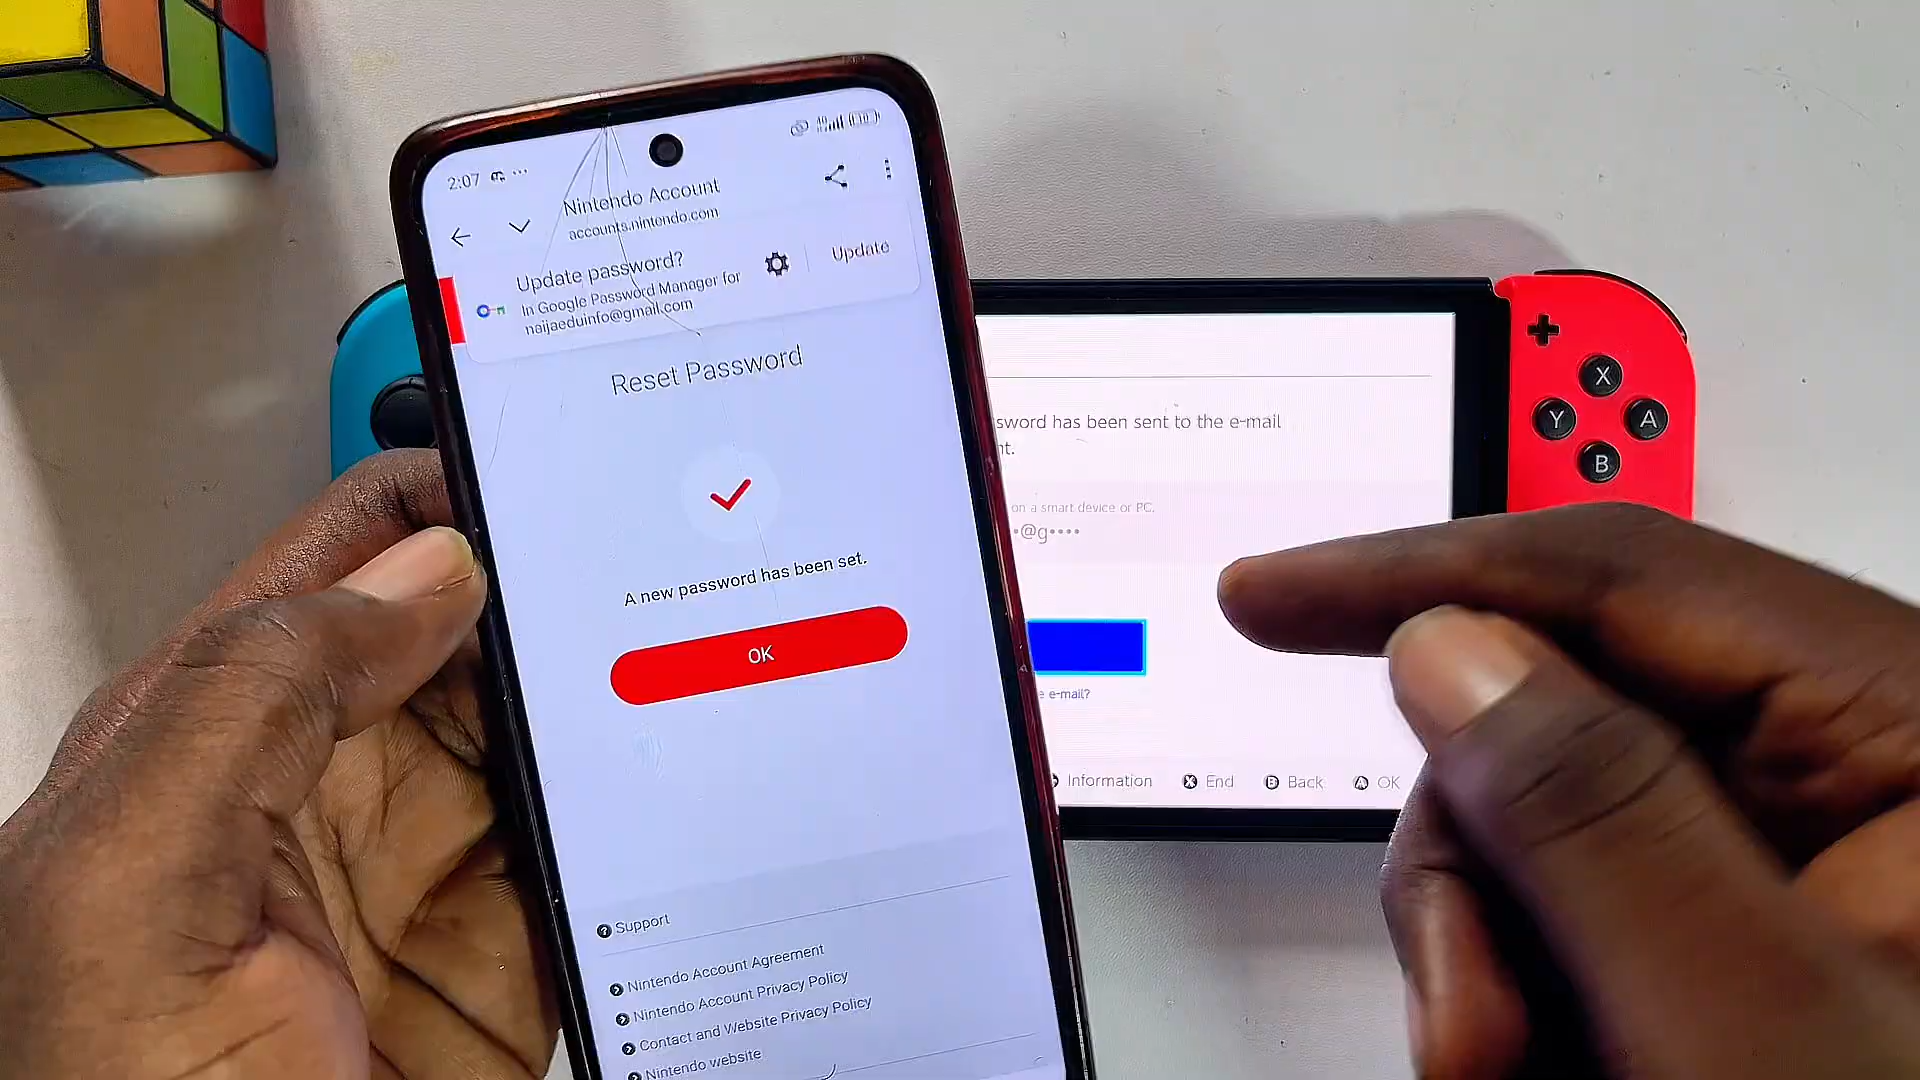 2:07
Nintendo Account
accounts.nintendo.com
Update password?
In Google Password Manager for
naijaeduinfo@gmail.com
Update
Reset Password
A new password has been set.
OK
Support
Nintendo Account Agreement
Nintendo Account Privacy Policy
Contact and Website Privacy Policy
Nintendo website
sword has been sent to the e-mail
nt.
on a smart device or PC.
•@g••••
e e-mail?
Information
X End
B Back
A OK
X
Y
A
B